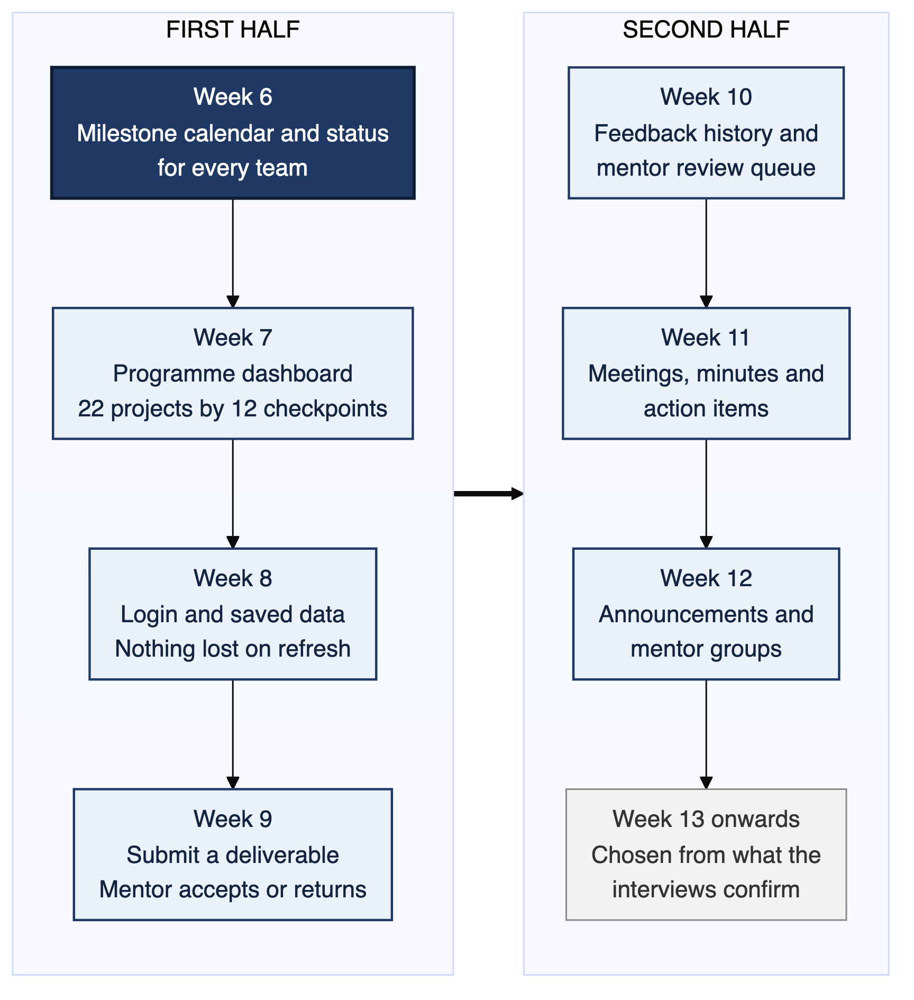 FIRST HALF
Week 6
Milestone calendar and status
for every team
Week 7
Programme dashboard
22 projects by 12 checkpoints
Week 8
Login and saved data
Nothing lost on refresh
Week 9
Submit a deliverable
Mentor accepts or returns
SECOND HALF
Week 10
Feedback history and
mentor review queue
Week 11
Meetings, minutes and
action items
Week 12
Announcements and
mentor groups
Week 13 onwards
Chosen from what the
interviews confirm